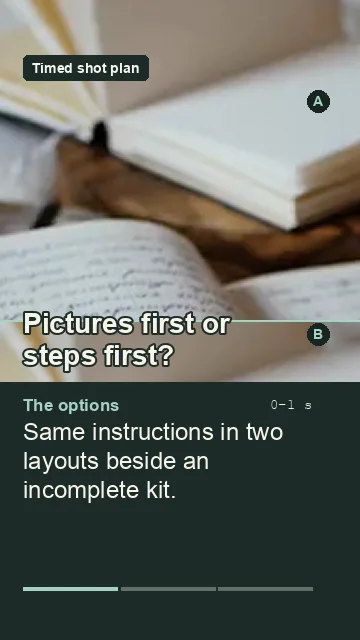 Timed shot plan
A
Pictures first or
steps first?
B
The options
0–1 s
Same instructions in two
layouts beside an
incomplete kit.